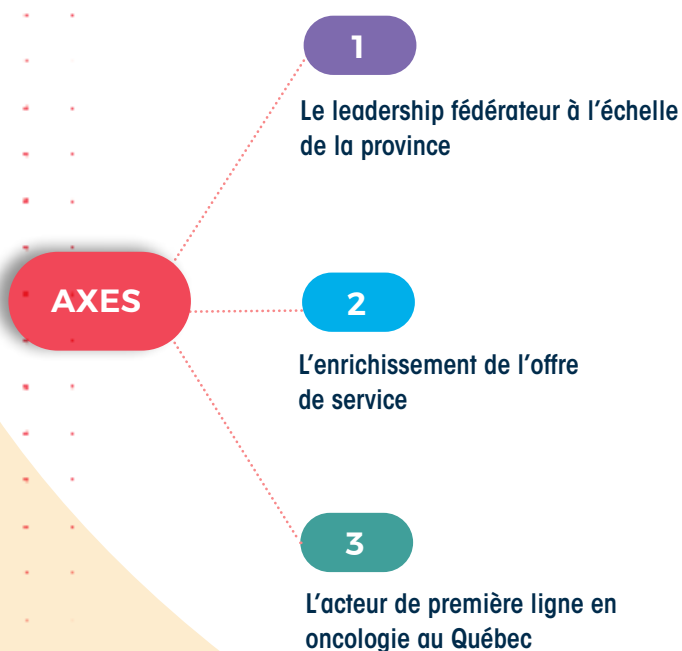 1
Le leadership fédérateur à l'échelle
de la province
AXES
2
L'enrichissement de l'offre
de service
3
L'acteur de première ligne en
oncologie au Québec